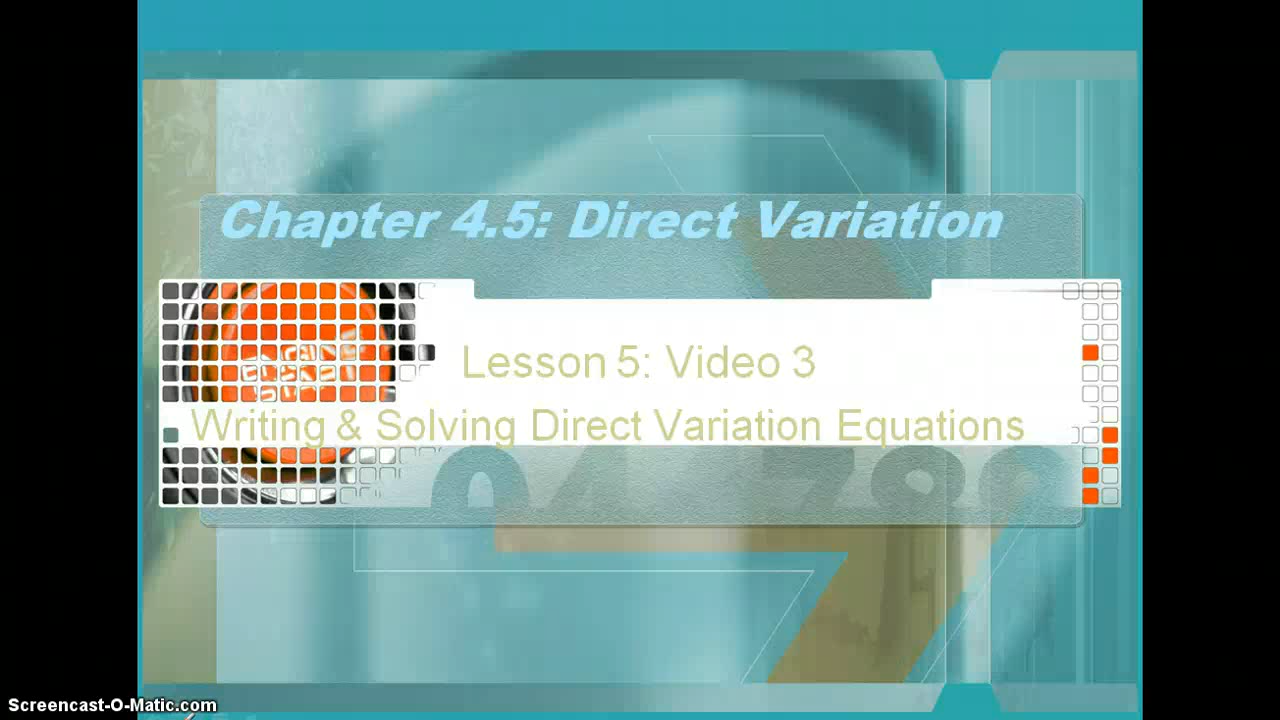 Chapter 4.5: Direct Variation
Lesson 5: Video 3
Writing & Solving Direct Variation Equations
Screencast-O-Matic.com